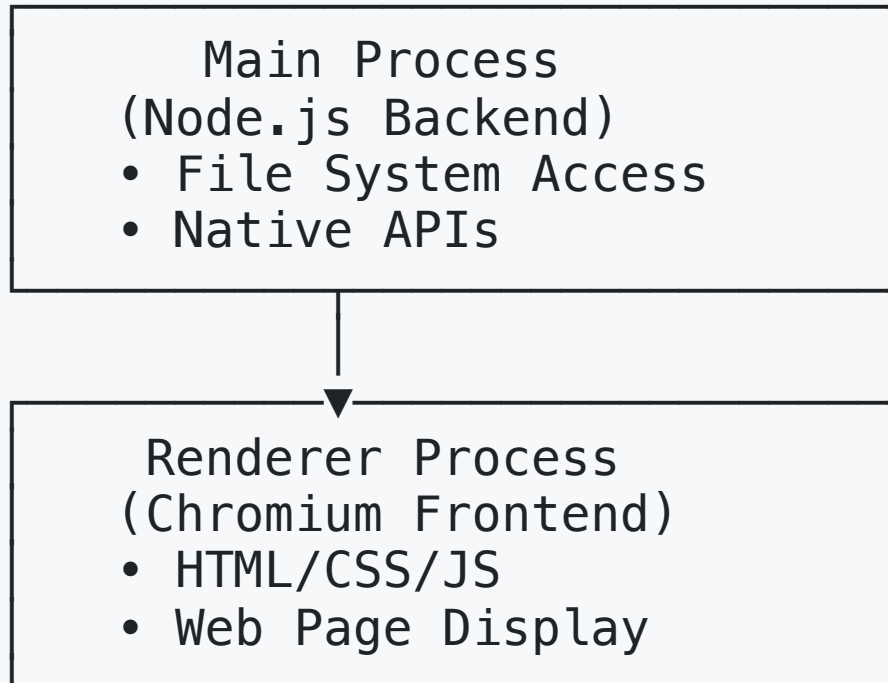 Main Process
(Node.js Backend)
• File System Access
• Native APIs
Renderer Process
(Chromium Frontend)
• HTML/CSS/JS
• Web Page Display